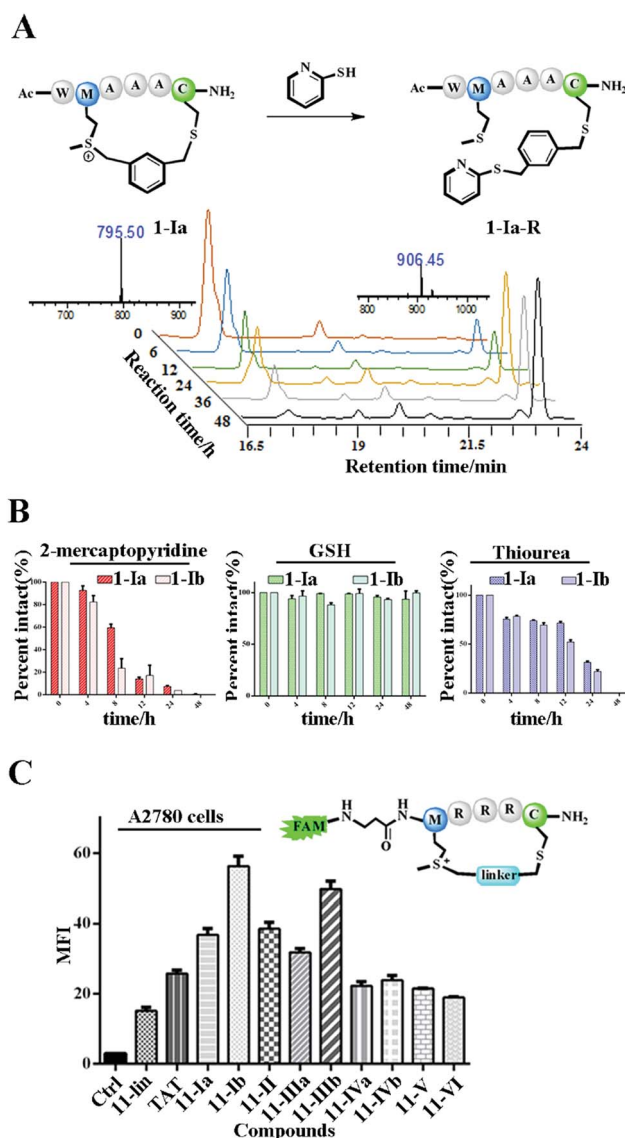 A
Ac W M A A A C NH2
S
S
⊕
N SH
Ac W M A A A C NH2
S
S
N S
1-Ia
1-Ia-R
795.50
906.45
700 800 900
800 900 1000
0
6
12
24
36
48
Reaction time/h
16.5 19 21.5 24
Retention time/min
B
2-mercaptopyridine
1-Ia 1-Ib
Percent intact(%)
100
80
60
40
20
0
0 4 8 12 24 48
time/h
GSH
1-Ia 1-Ib
Percent intact(%)
100
75
50
25
0
0 4 8 12 24 48
time/h
Thiourea
1-Ia 1-Ib
Percent intact(%)
100
75
50
25
0
0 4 8 12 24 48
time/h
C
A2780 cells
FAM N H O H N M R R R C NH2
S+
S
linker
MFI
60
40
20
0
Ctrl 11-lin TAT 11-Ia 11-Ib 11-II 11-IIIa 11-IIIb 11-IVa 11-IVb 11-V 11-VI
Compounds